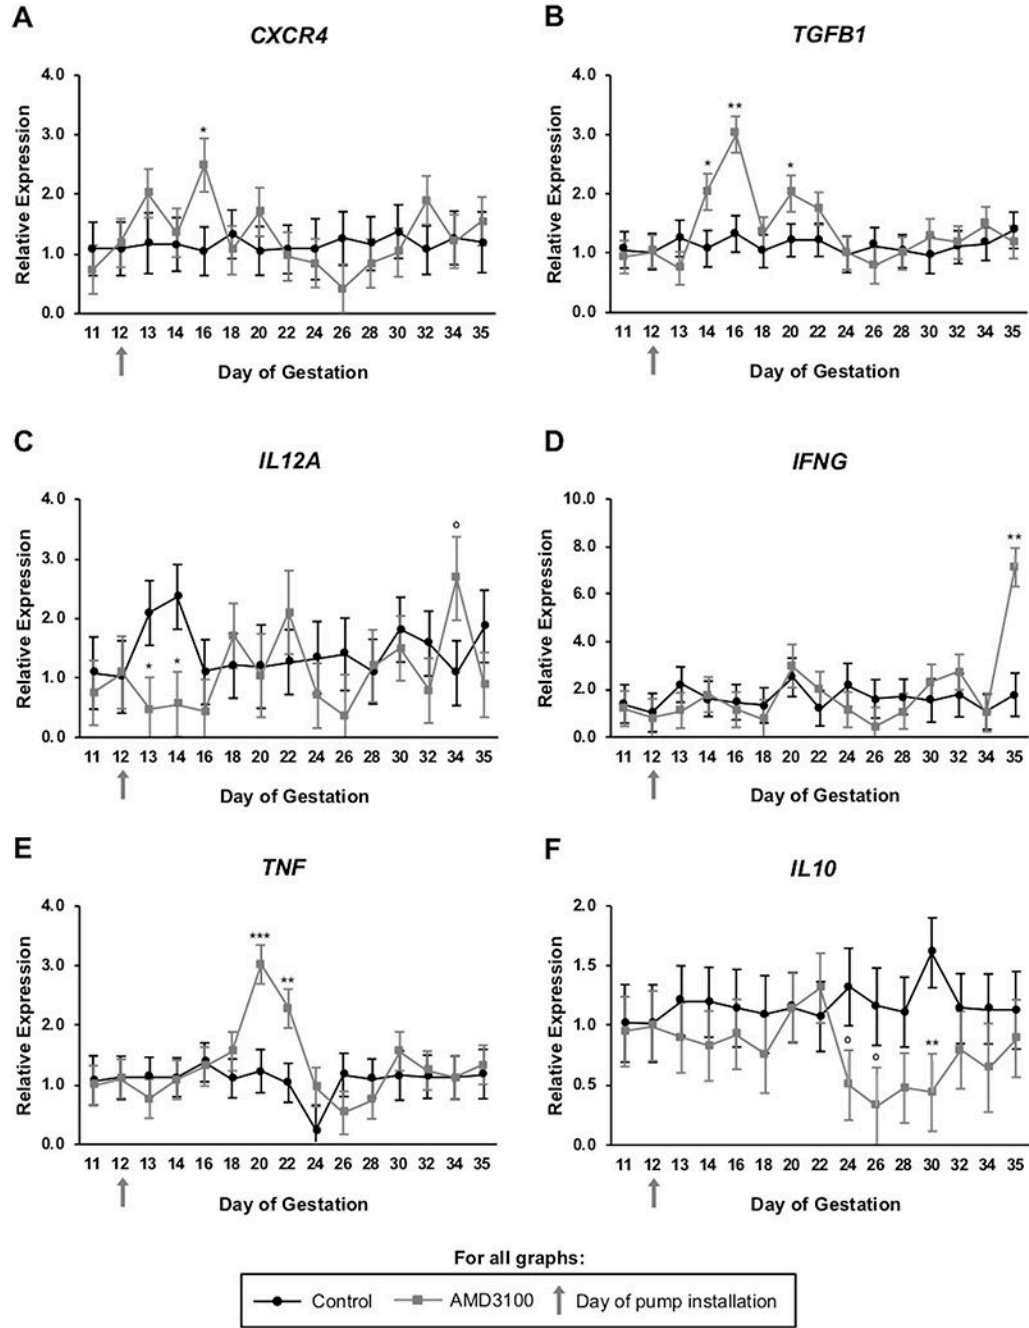 A
CXCR4
Relative Expression
4.0
3.0
2.0
1.0
0.0
*
11 12 13 14 16 18 20 22 24 26 28 30 32 34 35
Day of Gestation
B
TGFB1
Relative Expression
4.0
3.0
2.0
1.0
0.0
* ** *
11 12 13 14 16 18 20 22 24 26 28 30 32 34 35
Day of Gestation
C
IL12A
Relative Expression
4.0
3.0
2.0
1.0
0.0
* * o
11 12 13 14 16 18 20 22 24 26 28 30 32 34 35
Day of Gestation
D
IFNG
Relative Expression
10.0
8.0
6.0
4.0
2.0
0.0
**
11 12 13 14 16 18 20 22 24 26 28 30 32 34 35
Day of Gestation
E
TNF
Relative Expression
4.0
3.0
2.0
1.0
0.0
*** **
11 12 13 14 16 18 20 22 24 26 28 30 32 34 35
Day of Gestation
F
IL10
Relative Expression
2.0
1.5
1.0
0.5
0.0
o o **
11 12 13 14 16 18 20 22 24 26 28 30 32 34 35
Day of Gestation
For all graphs:
Control AMD3100 Day of pump installation